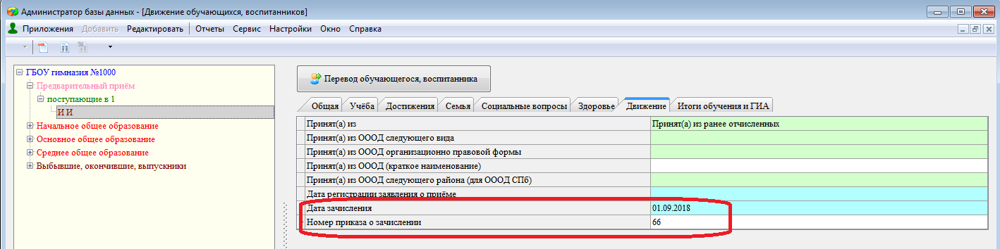 Администратор базы данных - [Движение обучающихся, воспитанников]
Приложения Добавить Редактировать Отчеты Сервис Настройки Окно Справка
ГБОУ гимназия №1000
Предварительный приём
поступающие в 1
И И
Начальное общее образование
Основное общее образование
Среднее общее образование
Выбывшие, окончившие, выпускники
Перевод обучающегося, воспитанника
Общая Учёба Достижения Семья Социальные вопросы Здоровье Движение Итоги обучения и ГИА
Принят(а) из Принят(а) из ранее отчисленных
Принят(а) из ОООД следующего вида
Принят(а) из ОООД организационно правовой формы
Принят(а) из ОООД (краткое наименование)
Принят(а) из ОООД следующего района (для ОООД СПб)
Дата регистрации заявления о приёме
Дата зачисления 01.09.2018
Номер приказа о зачислении 66